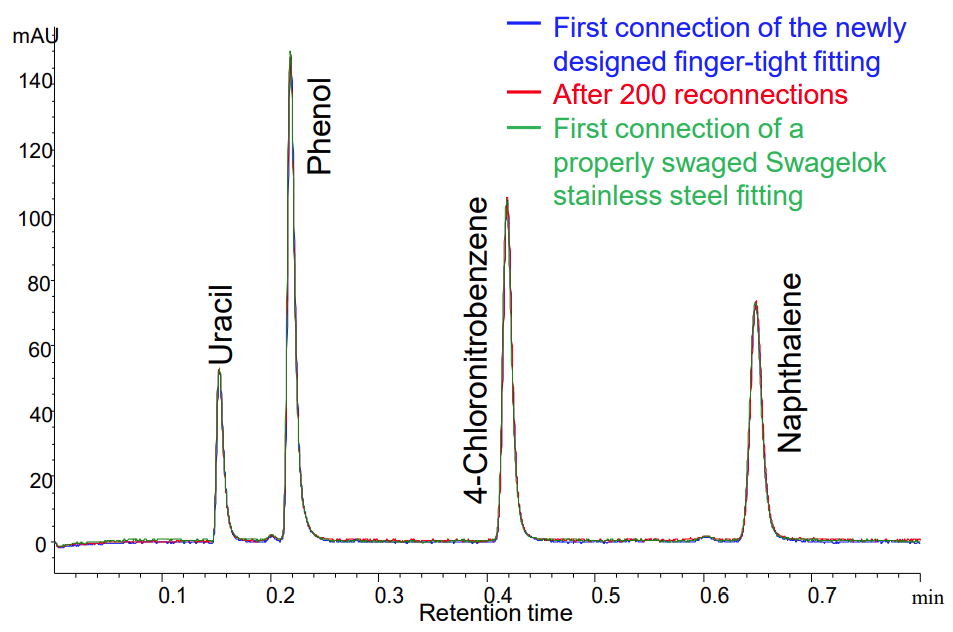 mAU
First connection of the newly
designed finger-tight fitting
After 200 reconnections
First connection of a
properly swaged Swagelok
stainless steel fitting
140
120
100
80
60
40
20
0
Uracil
Phenol
4-Chloronitrobenzene
Naphthalene
0.1 0.2 0.3 0.4 0.5 0.6 0.7 min
Retention time